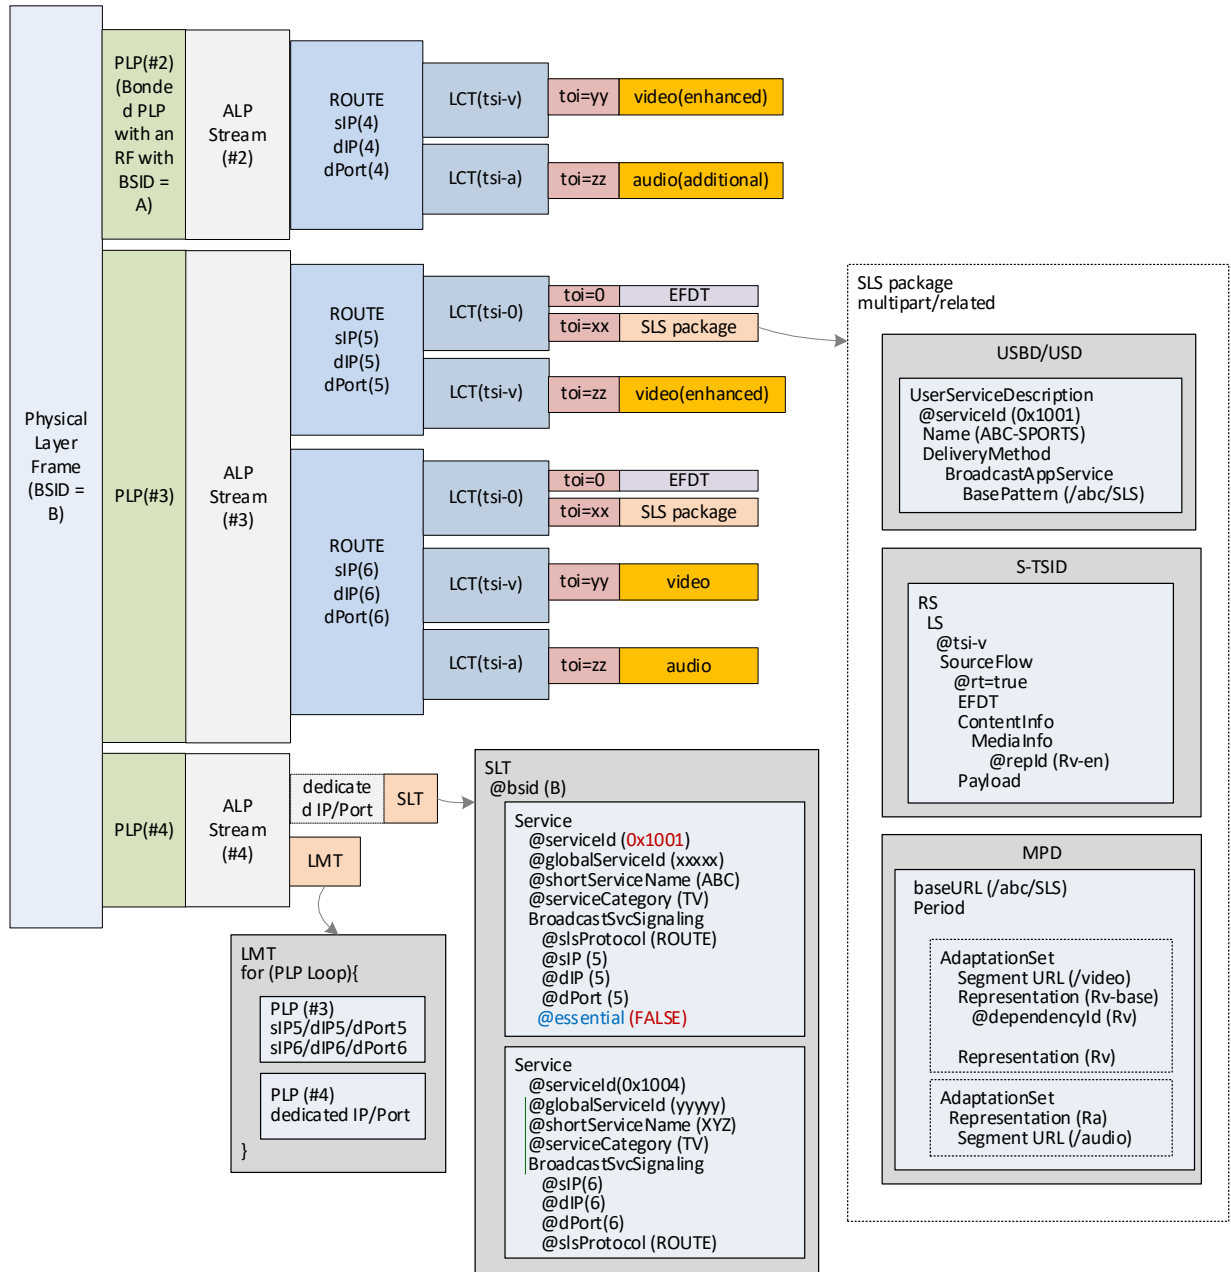 Physical
Layer
Frame
(BSID =
B)
PLP(#2)
(Bonde
d PLP
with an
RF with
BSID =
A)
ALP
Stream
(#2)
ROUTE
sIP(4)
dIP(4)
dPort(4)
LCT(tsi-v)
toi=yy
video(enhanced)
LCT(tsi-a)
toi=zz
audio(additional)
PLP(#3)
ALP
Stream
(#3)
ROUTE
sIP(5)
dIP(5)
dPort(5)
LCT(tsi-0)
toi=0
EFDT
toi=xx
SLS package
LCT(tsi-v)
toi=zz
video(enhanced)
ROUTE
sIP(6)
dIP(6)
dPort(6)
LCT(tsi-0)
toi=0
EFDT
toi=xx
SLS package
LCT(tsi-v)
toi=yy
video
LCT(tsi-a)
toi=zz
audio
PLP(#4)
ALP
Stream
(#4)
dedicate
d IP/Port
SLT
LMT
LMT
for (PLP Loop){
PLP (#3)
sIP5/dIP5/dPort5
sIP6/dIP6/dPort6
PLP (#4)
dedicated IP/Port
}
SLT
@bsid (B)
Service
@serviceId (0x1001)
@globalServiceId (xxxxx)
@shortServiceName (ABC)
@serviceCategory (TV)
BroadcastSvcSignaling
@slsProtocol (ROUTE)
@sIP (5)
@dIP (5)
@dPort (5)
@essential (FALSE)
Service
@serviceId(0x1004)
@globalServiceId (yyyyy)
@shortServiceName (XYZ)
@serviceCategory (TV)
BroadcastSvcSignaling
@sIP(6)
@dIP(6)
@dPort(6)
@slsProtocol (ROUTE)
SLS package
multipart/related
USBD/USD
UserServiceDescription
@serviceId (0x1001)
Name (ABC-SPORTS)
DeliveryMethod
BroadcastAppService
BasePattern (/abc/SLS)
S-TSID
RS
LS
@tsi-v
SourceFlow
@rt=true
EFDT
ContentInfo
MediaInfo
@repId (Rv-en)
Payload
MPD
baseURL (/abc/SLS)
Period
AdaptationSet
Segment URL (/video)
Representation (Rv-base)
@dependencyId (Rv)
Representation (Rv)
AdaptationSet
Representation (Ra)
Segment URL (/audio)